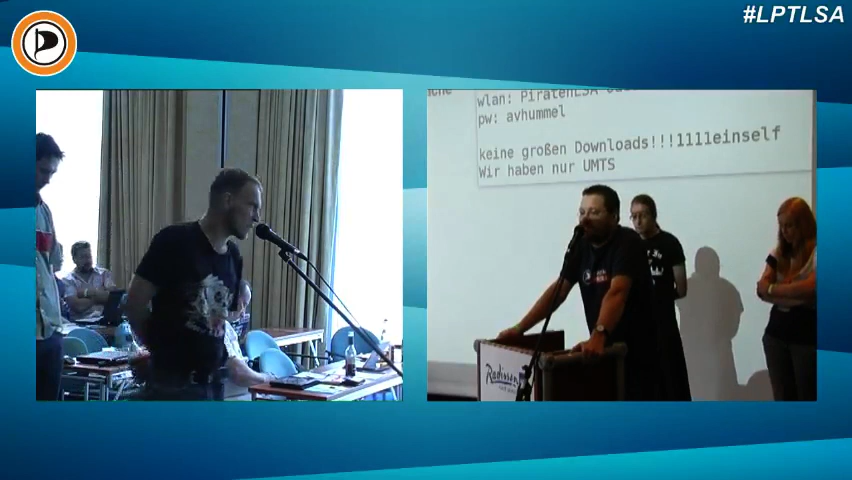 #LPTLSA
wlan: PiratenLSA
pw: avhummel
keine großen Downloads!!!1111einself
Wir haben nur UMTS
Radisson